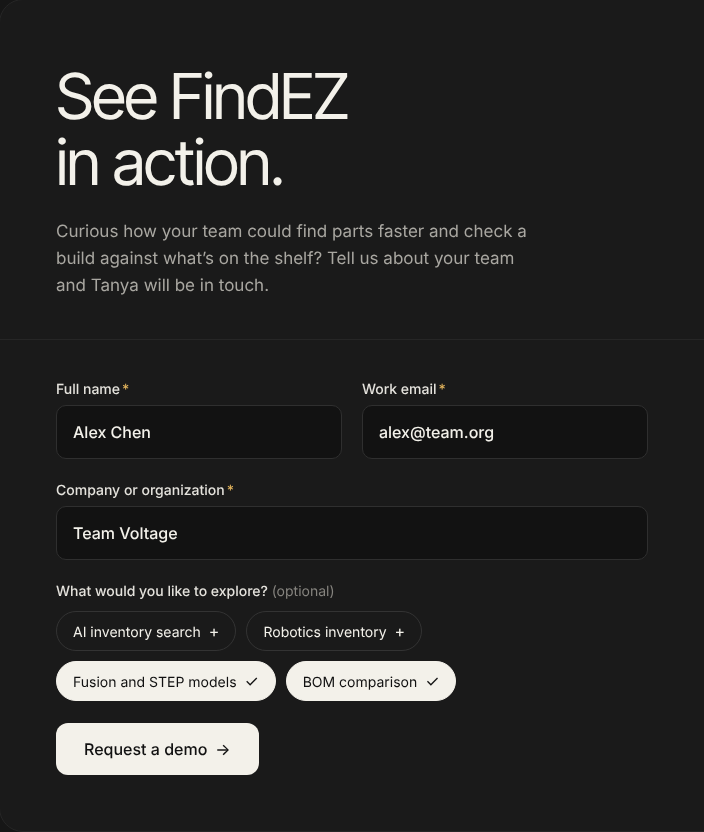 See FindEZ
in action.
Curious how your team could find parts faster and check a
build against what’s on the shelf? Tell us about your team
and Tanya will be in touch.
Full name*
Work email*
Alex Chen
alex@team.org
Company or organization*
Team Voltage
What would you like to explore? (optional)
AI inventory search +
Robotics inventory +
Fusion and STEP models ✓
BOM comparison ✓
Request a demo →